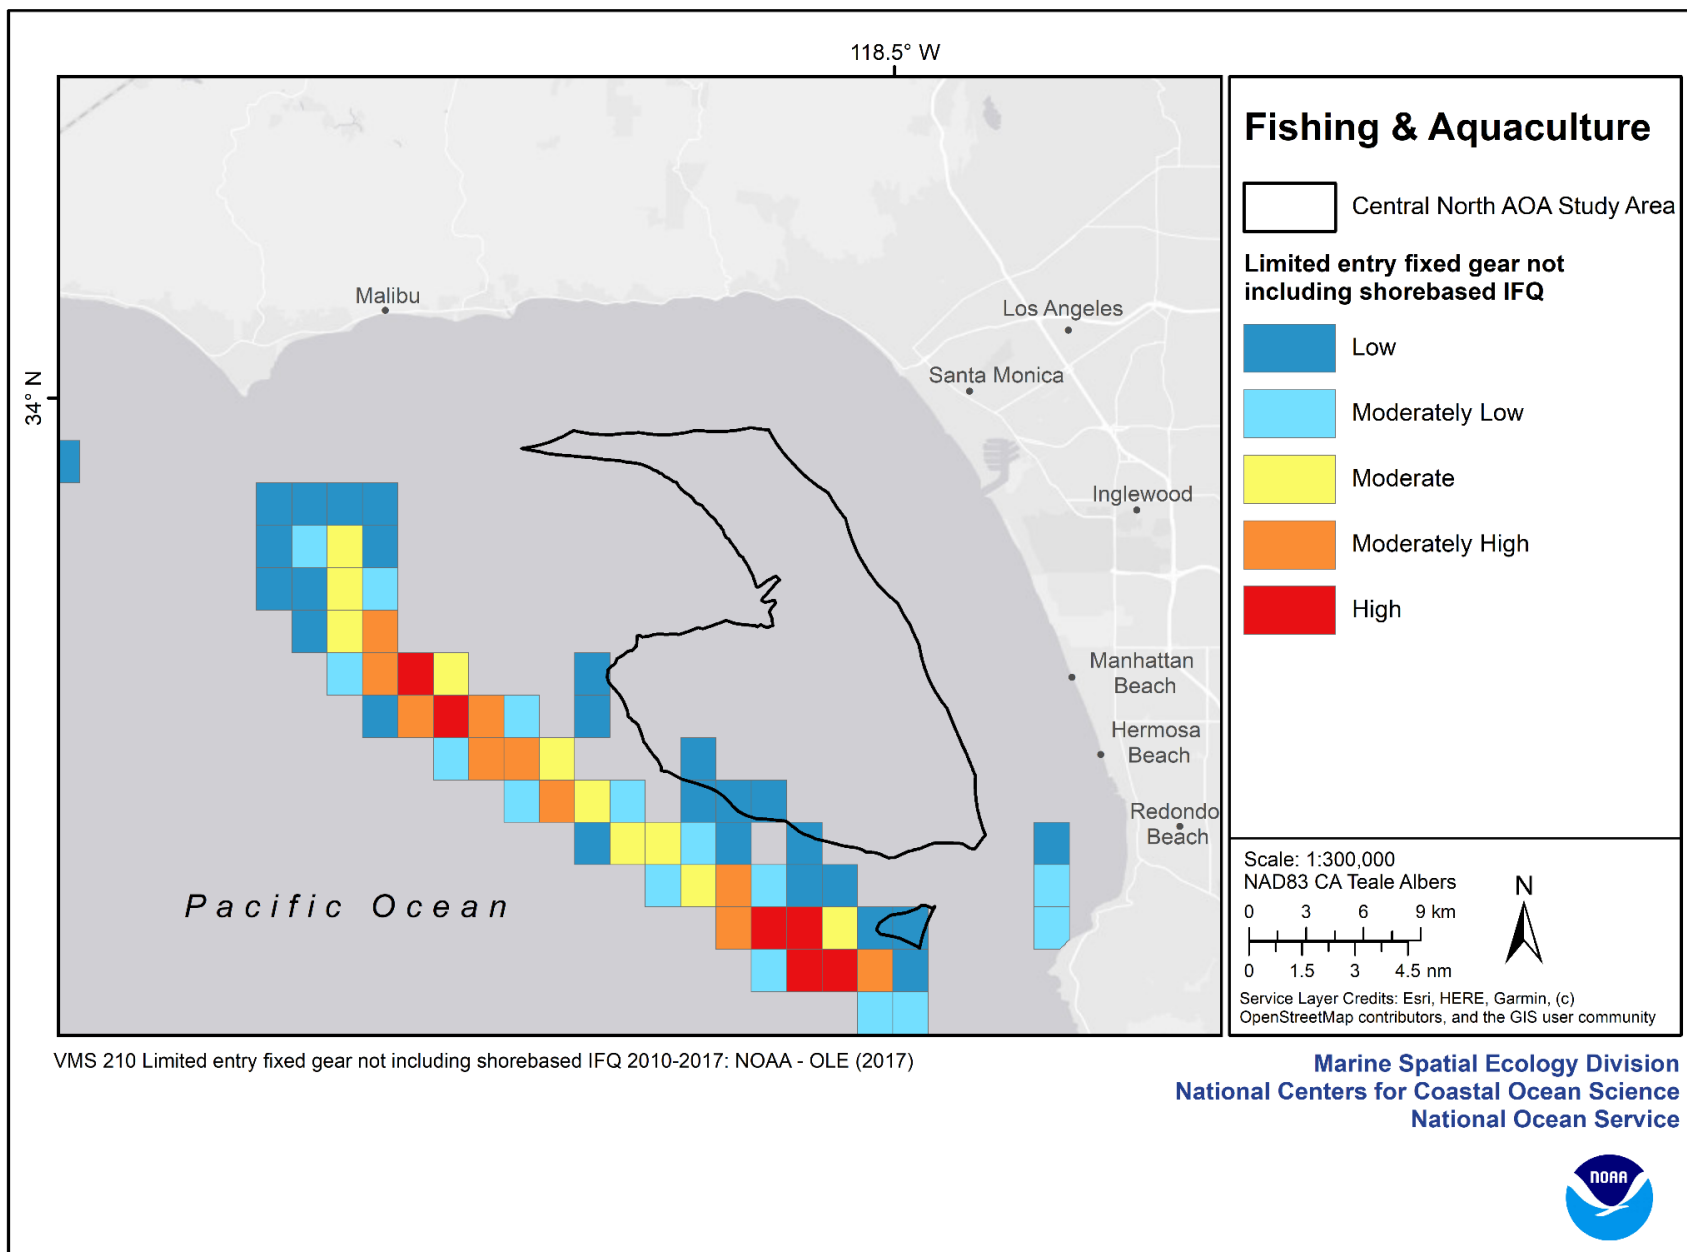 118.5° W
34° N
Malibu
Los Angeles
Santa Monica
Inglewood
Manhattan
Beach
Hermosa
Beach
Redondo
Beach
Pacific Ocean
Fishing & Aquaculture
Central North AOA Study Area
Limited entry fixed gear not
including shorebased IFQ
Low
Moderately Low
Moderate
Moderately High
High
Scale: 1:300,000
NAD83 CA Teale Albers
0 3 6 9 km
0 1.5 3 4.5 nm
N
Service Layer Credits: Esri, HERE, Garmin, (c)
OpenStreetMap contributors, and the GIS user community
VMS 210 Limited entry fixed gear not including shorebased IFQ 2010-2017: NOAA - OLE (2017)
Marine Spatial Ecology Division
National Centers for Coastal Ocean Science
National Ocean Service
NOAA